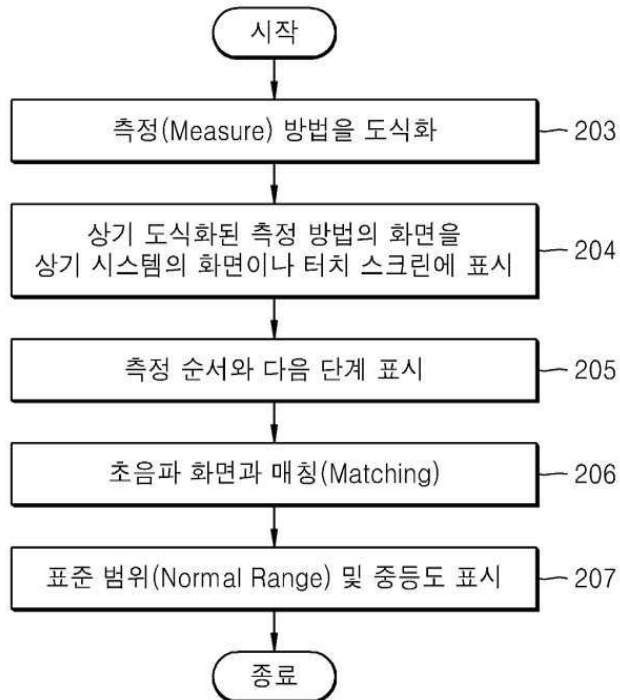 시작
측정(Measure) 방법을 도식화
203
상기 도식화된 측정 방법의 화면을
상기 시스템의 화면이나 터치 스크린에 표시
204
측정 순서와 다음 단계 표시
205
초음파 화면과 매칭(Matching)
206
표준 범위(Normal Range) 및 중등도 표시
207
종료